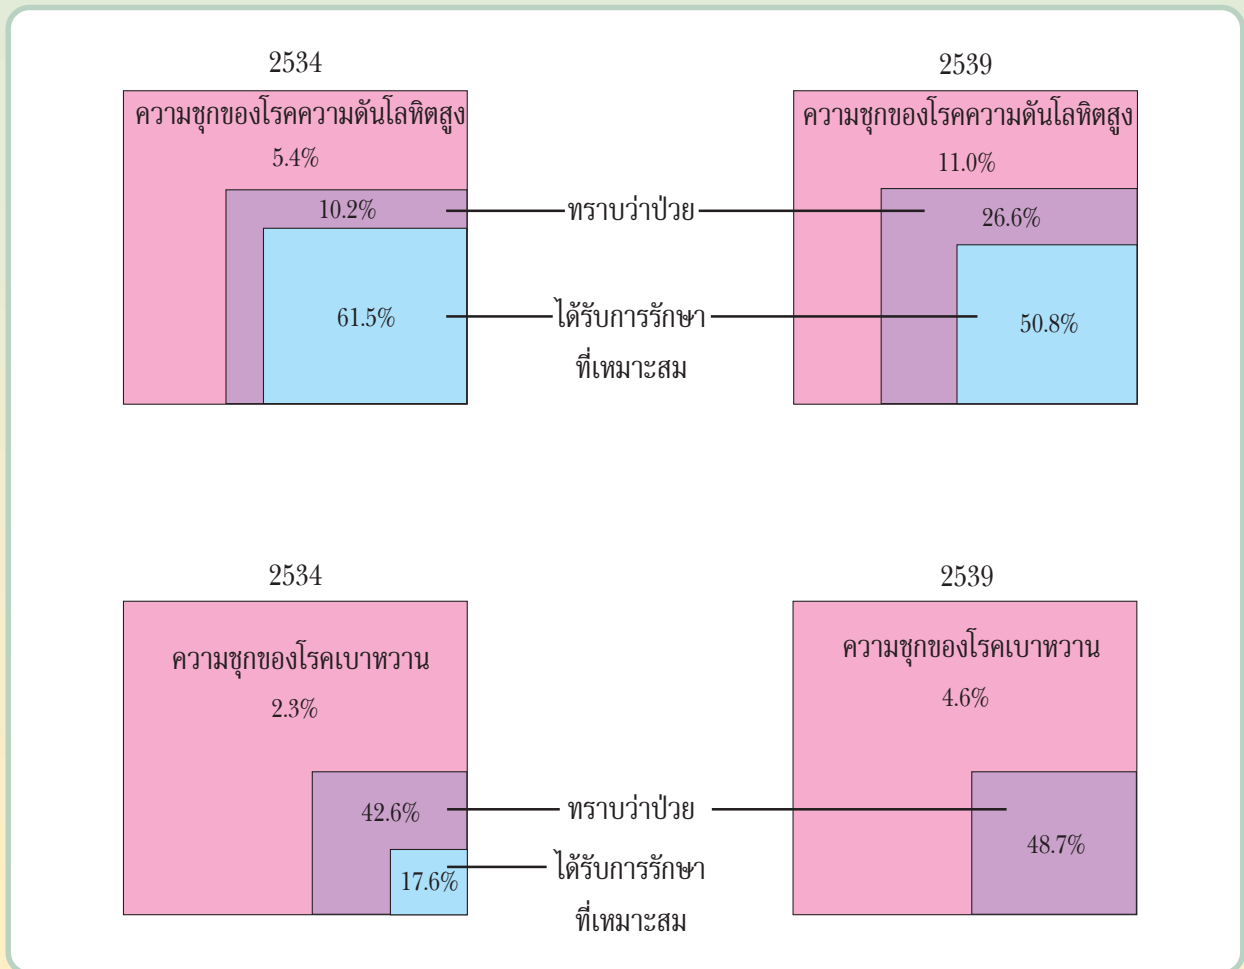 2534
2539
ความชุกของโรคความดันโลหิตสูง
ความชุกของโรคความดันโลหิตสูง
5.4%
11.0%
10.2%
ทราบว่าป่วย
26.6%
61.5%
ได้รับการรักษา
50.8%
ที่เหมาะสม
2534
2539
ความชุกของโรคเบาหวาน
ความชุกของโรคเบาหวาน
2.3%
4.6%
42.6%
ทราบว่าป่วย
48.7%
17.6%
ได้รับการรักษา
ที่เหมาะสม